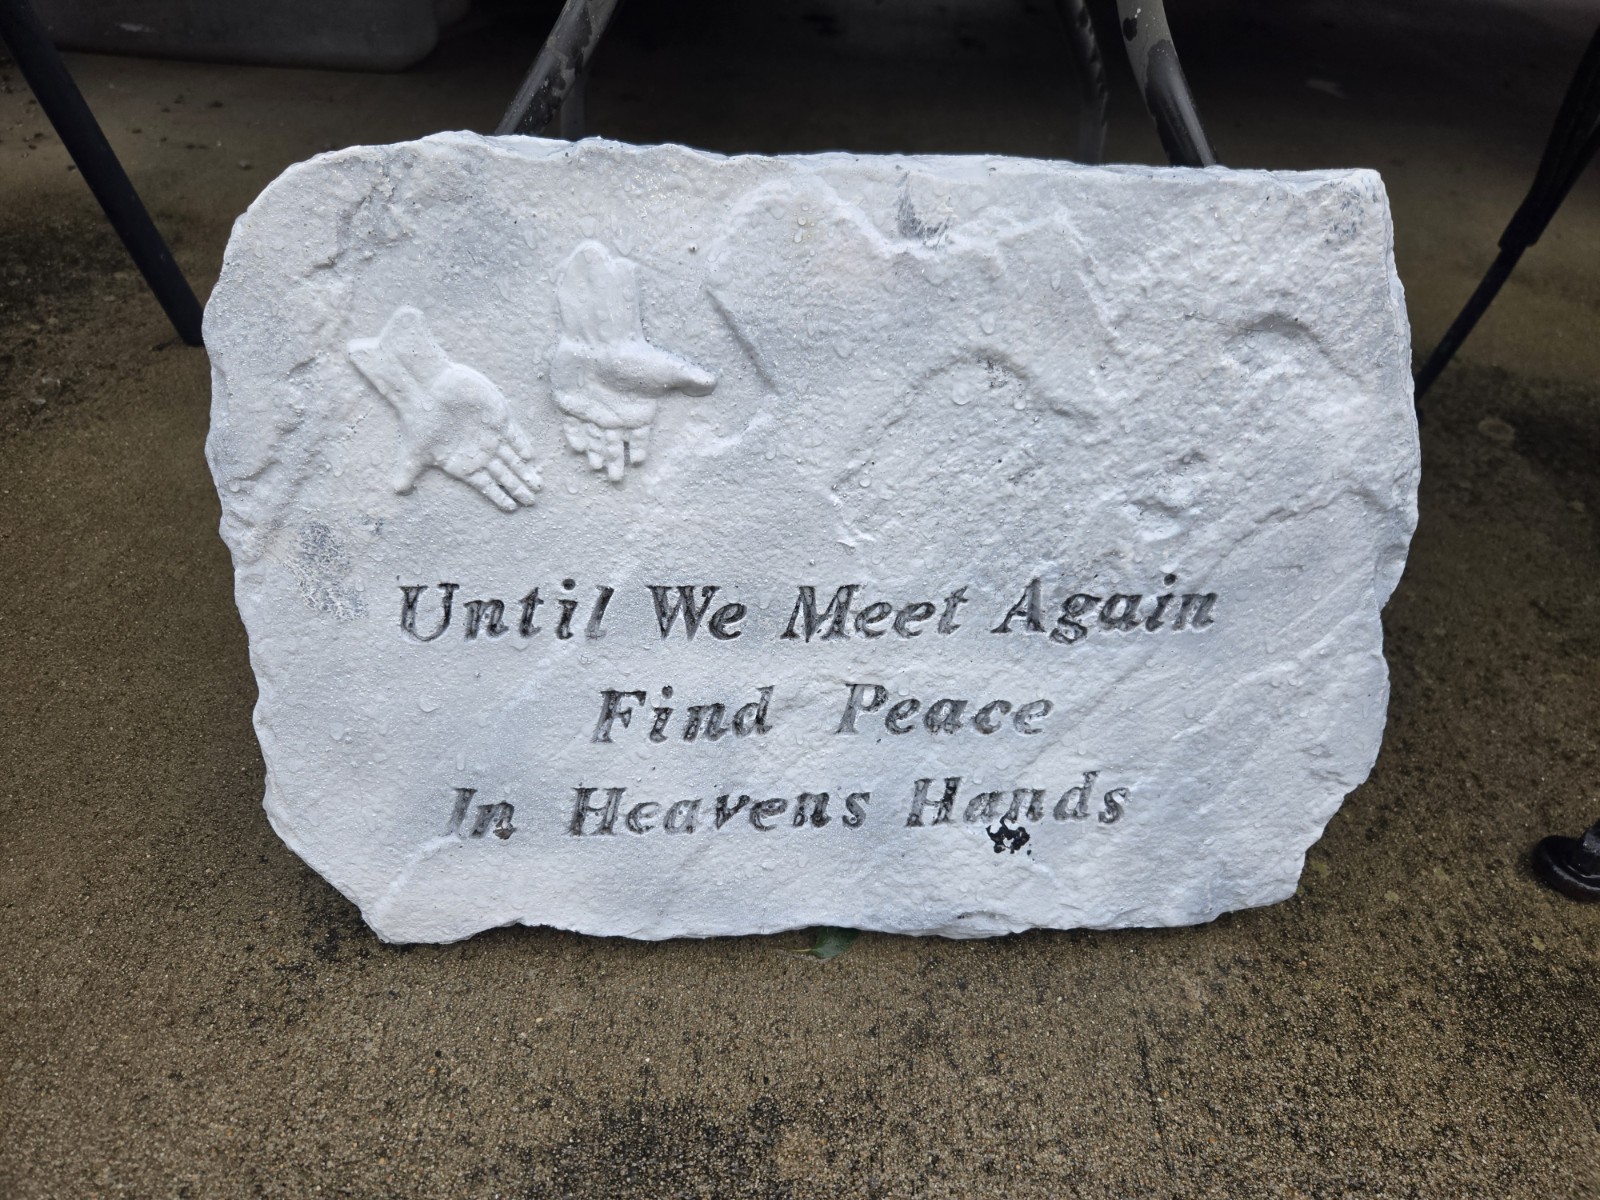 Until We Meet Again
Find Peace
In Heavens Hands